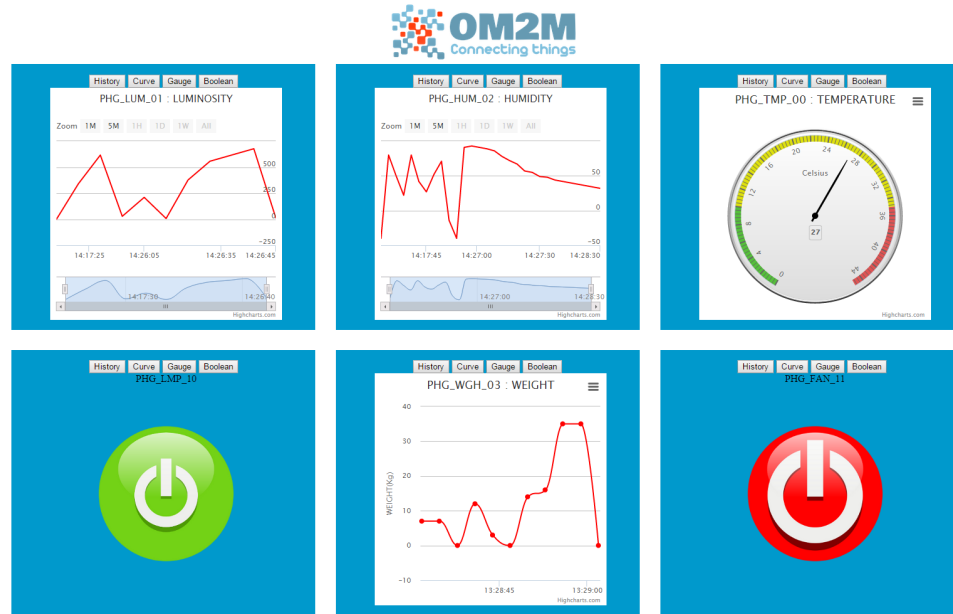 OM2M
Connecting things
History Curve Gauge Boolean
PHG_LUM_01 : LUMINOSITY
Zoom 1M 5M 1H 1D 1W All
500
250
0
-250
14:17:25 14:26:05 14:26:35 14:26:45
14:17:30 14:26:40
Highcharts.com
History Curve Gauge Boolean
PHG_HUM_02 : HUMIDITY
Zoom 1M 5M 1H 1D 1W All
50
0
-50
14:17:45 14:27:00 14:27:30 14:28:30
14:27:00 14:28:30
Highcharts.com
History Curve Gauge Boolean
PHG_TMP_00 : TEMPERATURE
Celsius
0 4 8 12 16 20 24 28 32 36 40 44
27
Highcharts.com
History Curve Gauge Boolean
PHG_LMP_10
History Curve Gauge Boolean
PHG_WGH_03 : WEIGHT
WEIGHT(Kg)
40
30
20
10
0
-10
13:28:45 13:29:00
Highcharts.com
History Curve Gauge Boolean
PHG_FAN_11